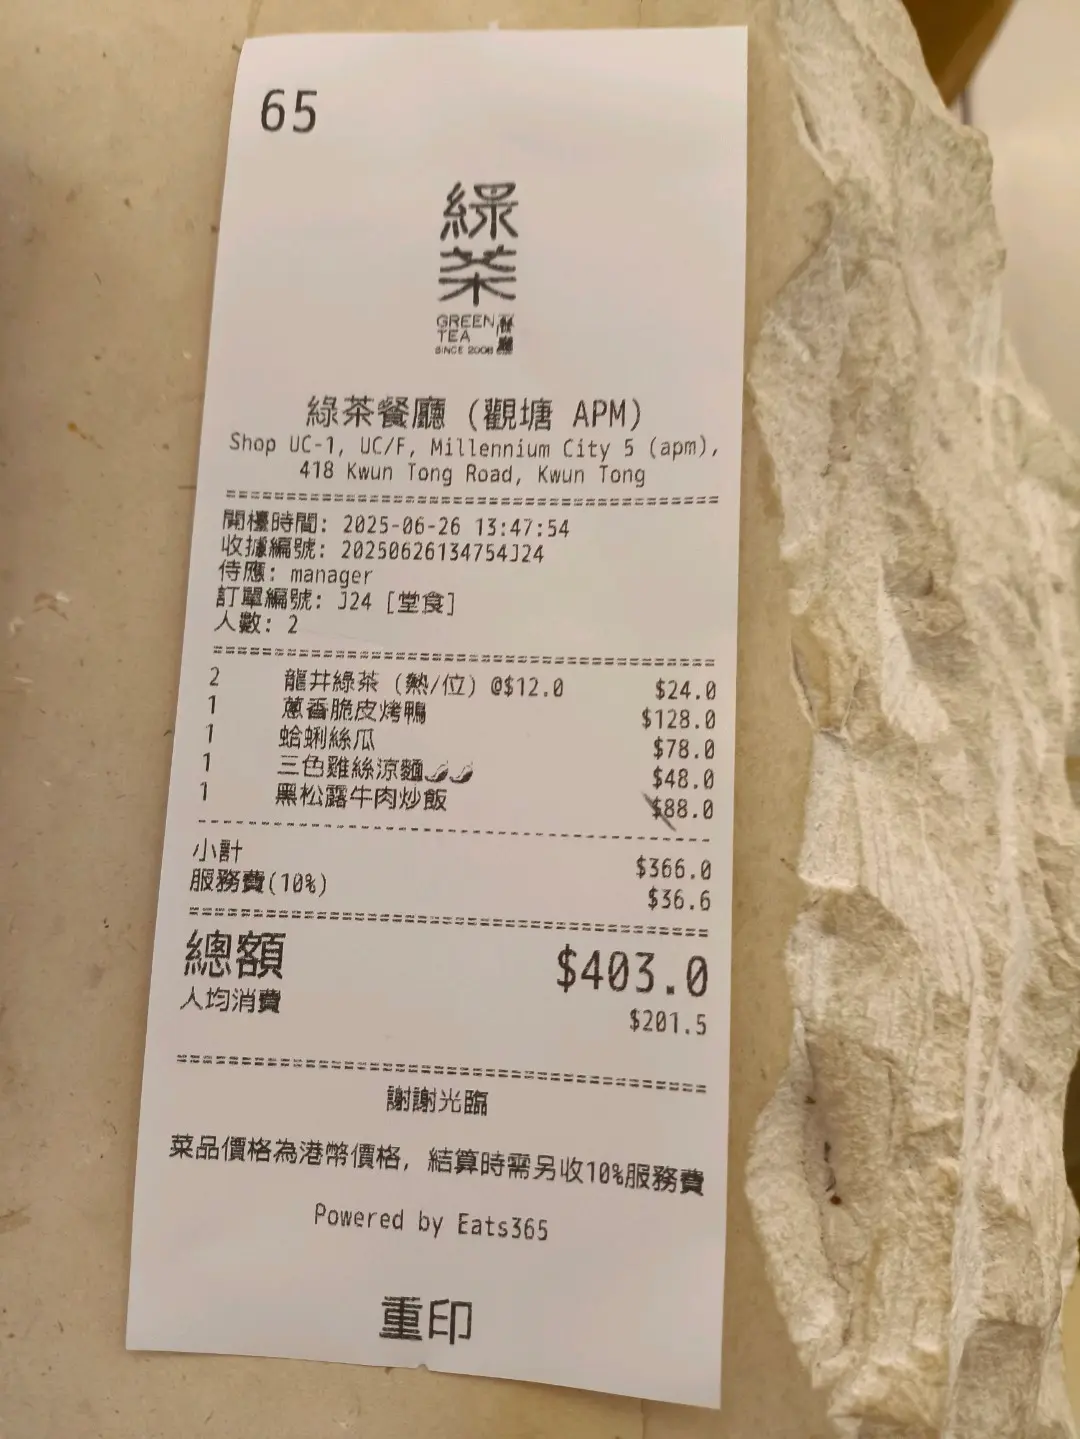 65
綠
茶
GREEN
TEA
餐廳
SINCE 2008
綠茶餐廳 (觀塘 APM)
Shop UC-1, UC/F, Millennium City 5 (apm),
418 Kwun Tong Road, Kwun Tong
開檯時間: 2025-06-26 13:47:54
收據編號: 20250626134754J24
侍應: manager
訂單編號: J24 [堂食]
人數: 2
2 龍井綠茶 (熱/位) @$12.0 $24.0
1 蔥香脆皮烤鴨 $128.0
1 蛤蜊絲瓜 $78.0
1 三色雞絲涼麵🌶🌶 $48.0
1 黑松露牛肉炒飯 $88.0
小計 $366.0
服務費(10%) $36.6
總額 $403.0
人均消費 $201.5
謝謝光臨
菜品價格為港幣價格, 結算時需另收10%服務費
Powered by Eats365
重印